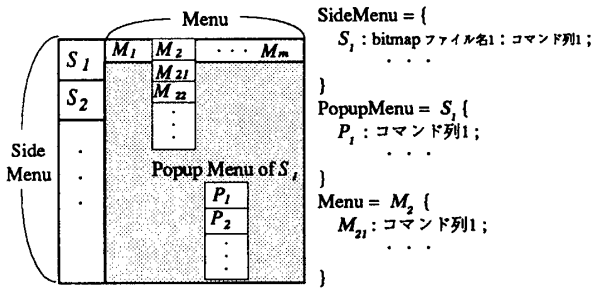 Menu
M1 M2 · · · Mm
M21
M22
·
·
·
S1
S2
·
·
·
Side
Menu
Popup Menu of S1
P1
P2
·
·
·
SideMenu = {
S1 : bitmap ファイル名1 : コマンド列1 ;
· · ·
}
PopupMenu = S1 {
P1 : コマンド列1 ;
· · ·
}
Menu = M2 {
M21 : コマンド列1 ;
· · ·
}